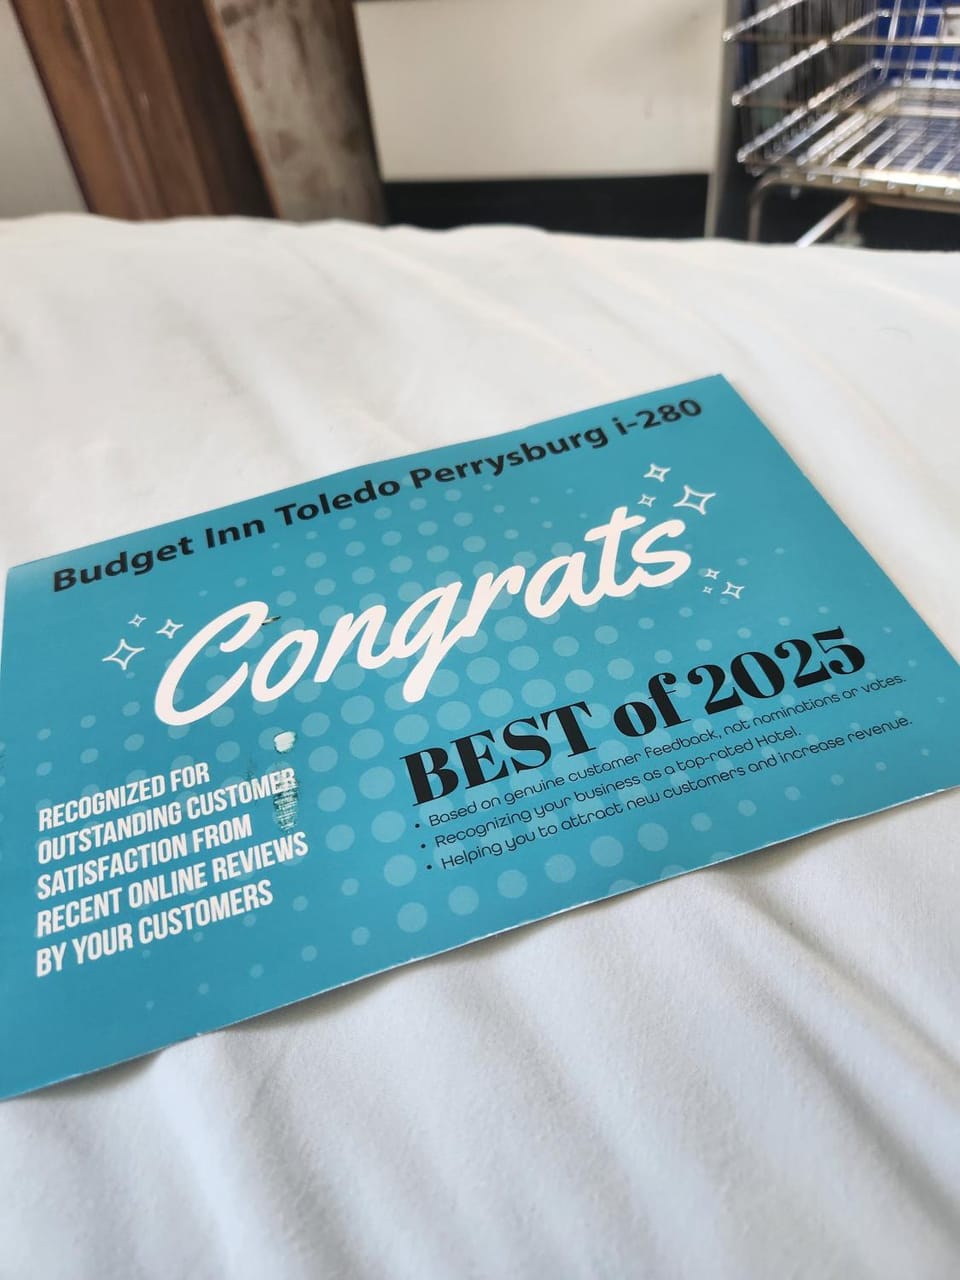 Budget Inn Toledo Perrysburg i-280
Congrats
BEST of 2025
• Based on genuine customer feedback, not nominations or votes.
• Recognizing your business as a top-rated Hotel.
• Helping you to attract new customers and increase revenue.
RECOGNIZED FOR
OUTSTANDING CUSTOMER
SATISFACTION FROM
RECENT ONLINE REVIEWS
BY YOUR CUSTOMERS